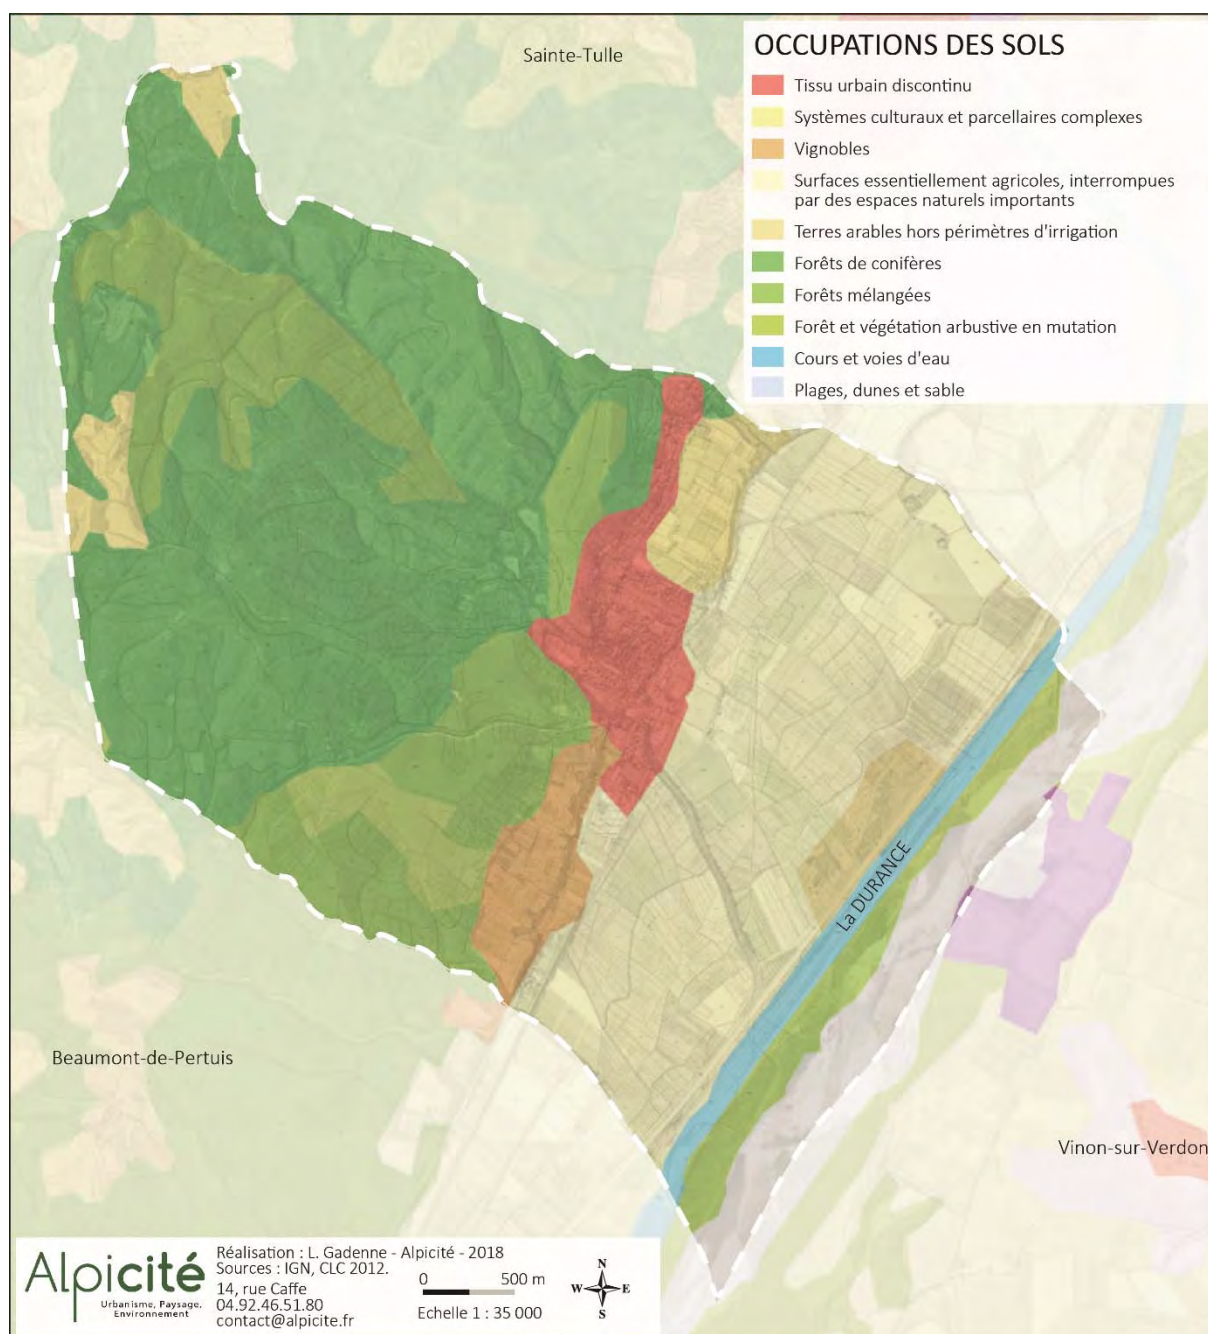 Sainte-Tulle
OCCUPATIONS DES SOLS
Tissu urbain discontinu
Systèmes culturaux et parcellaires complexes
Vignobles
Surfaces essentiellement agricoles, interrompues
par des espaces naturels importants
Terres arables hors périmètres d'irrigation
Forêts de conifères
Forêts mélangées
Forêt et végétation arbustive en mutation
Cours et voies d'eau
Plages, dunes et sable
La DURANCE
Beaumont-de-Pertuis
Vinon-sur-Verdon
Alpicité
Urbanisme, Paysage,
Environnement
Réalisation : L. Gadenne - Alpicité - 2018
Sources : IGN, CLC 2012.
14, rue Caffe
04.92.46.51.80
contact@alpicite.fr
0 500 m
Echelle 1 : 35 000
N
W E
S